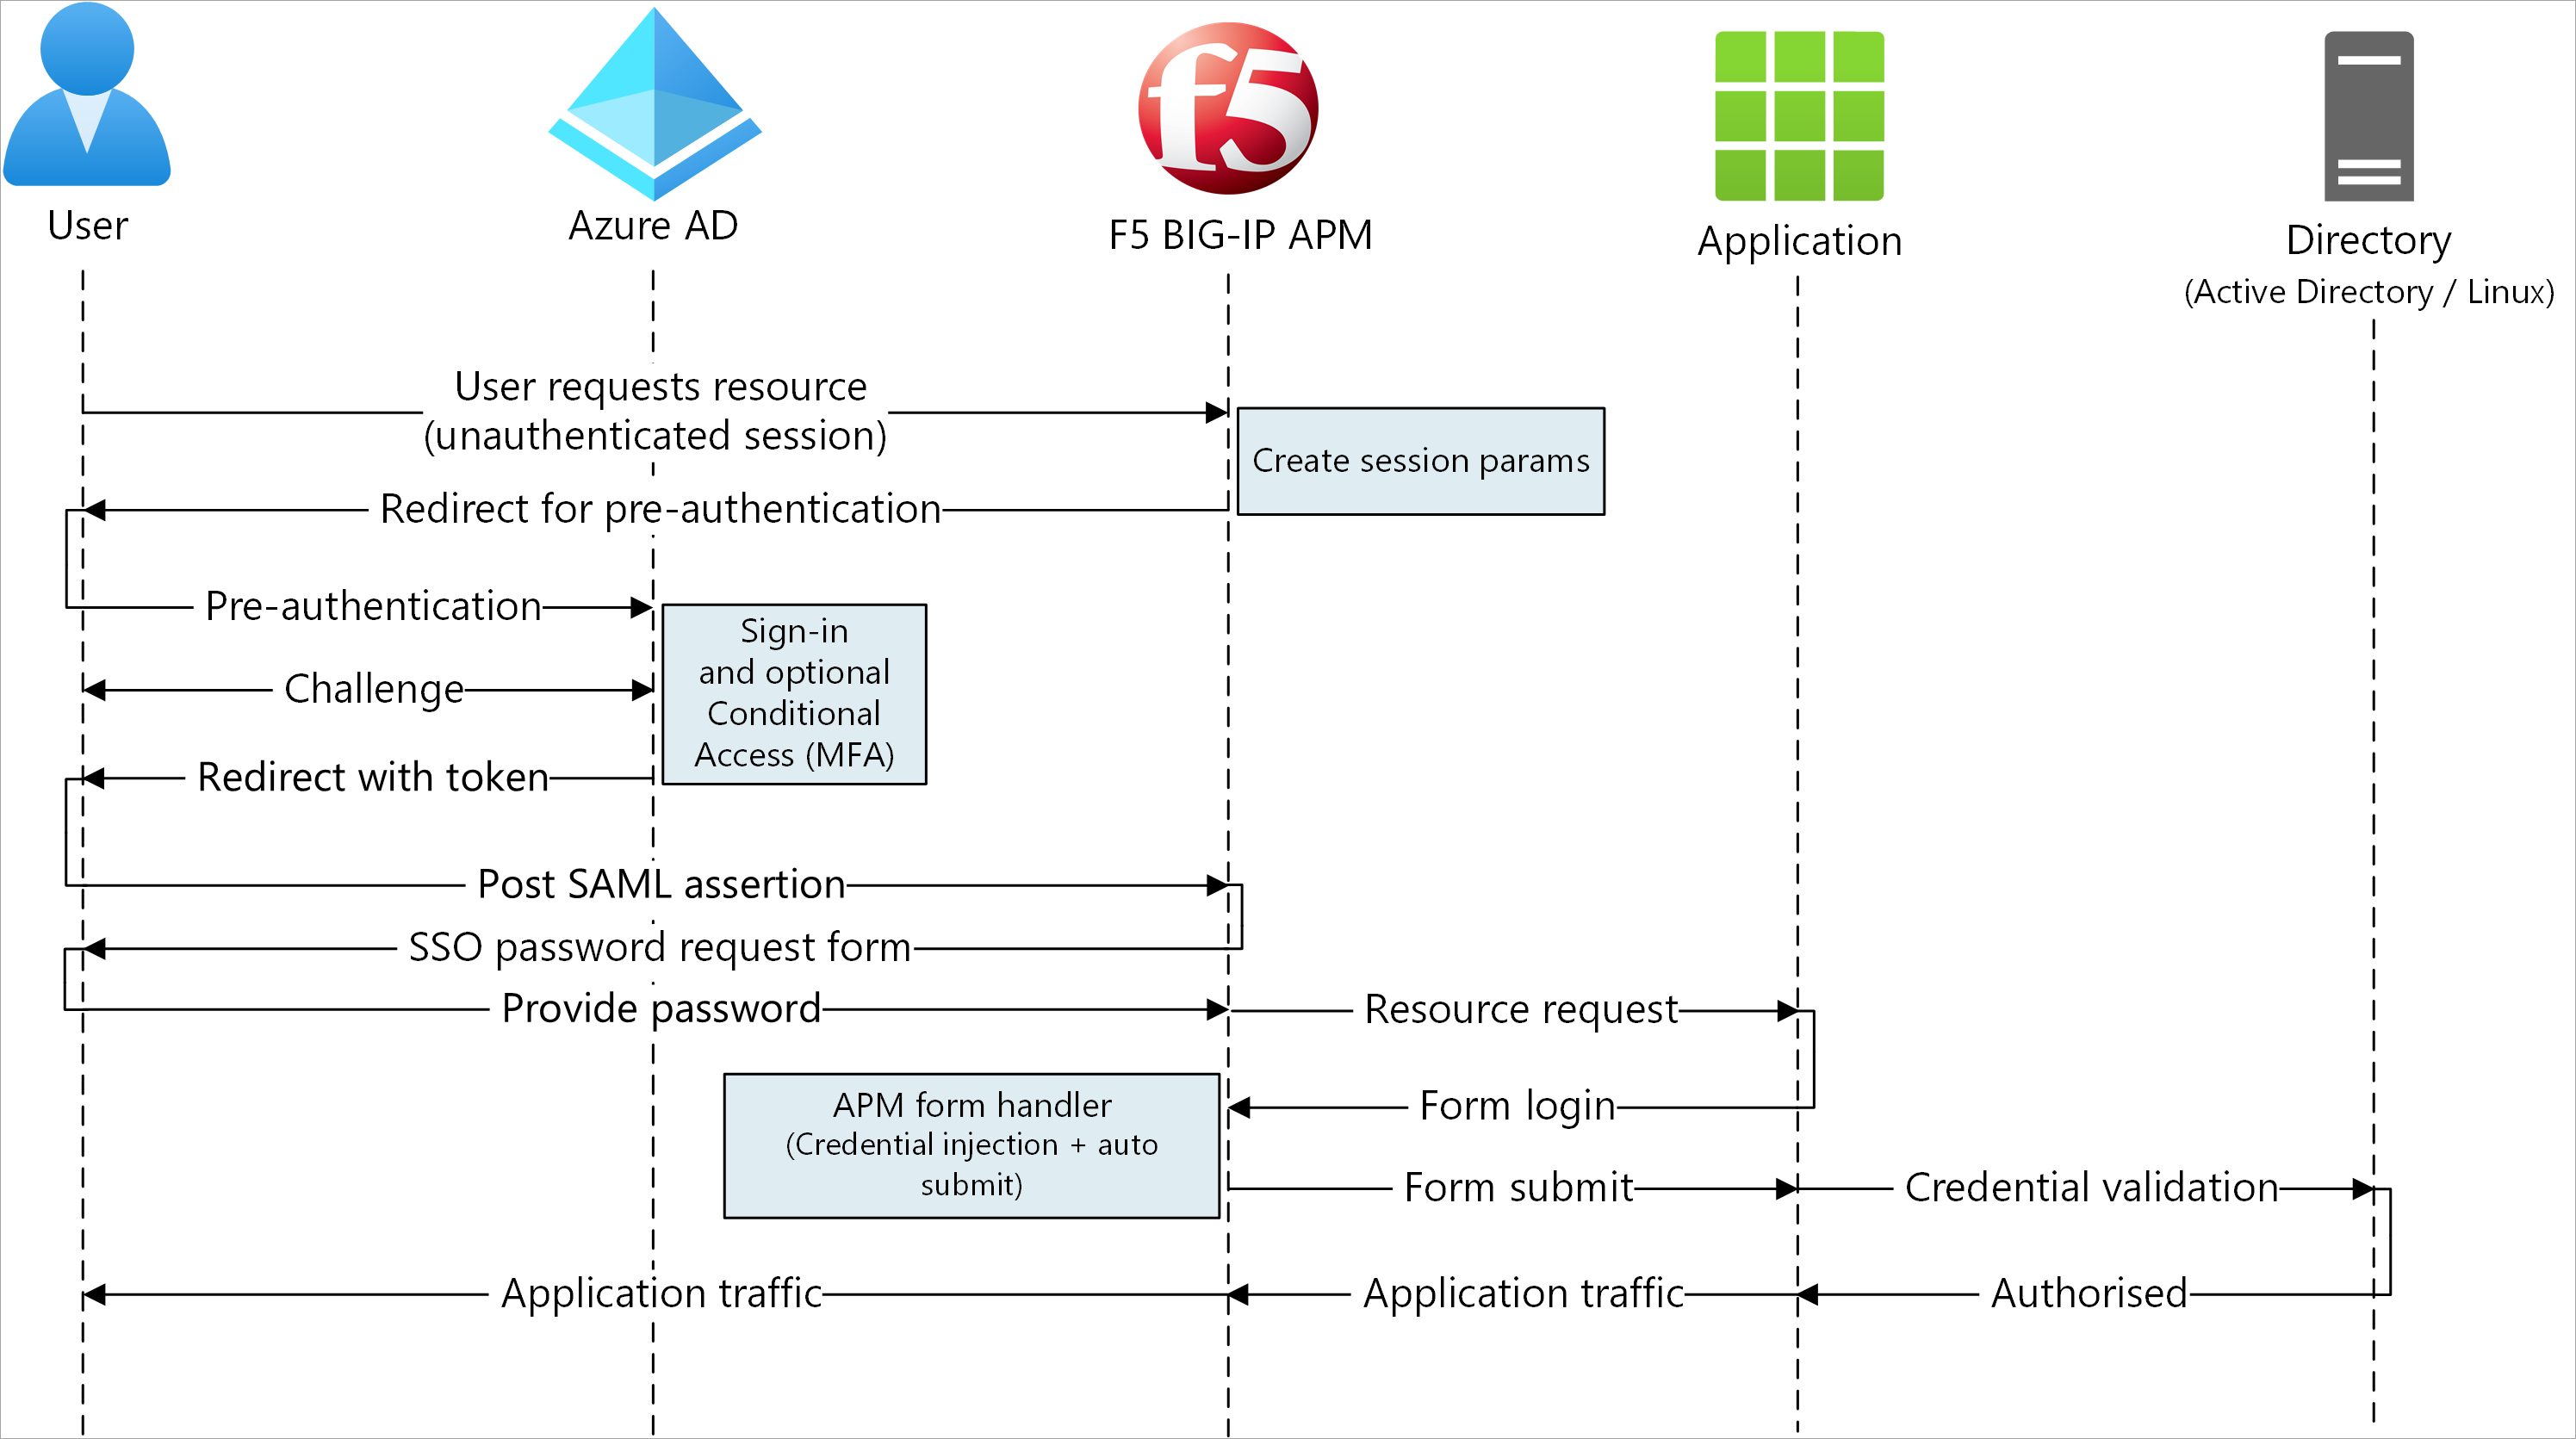 f5
User
Azure AD
F5 BIG-IP APM
Application
Directory
(Active Directory / Linux)
User requests resource
(unauthenticated session)
Create session params
Redirect for pre-authentication
Pre-authentication
Sign-in
and optional
Conditional
Access (MFA)
Challenge
Redirect with token
Post SAML assertion
SSO password request form
Provide password
Resource request
Form login
APM form handler
(Credential injection + auto
submit)
Form submit
Credential validation
Application traffic
Application traffic
Authorised